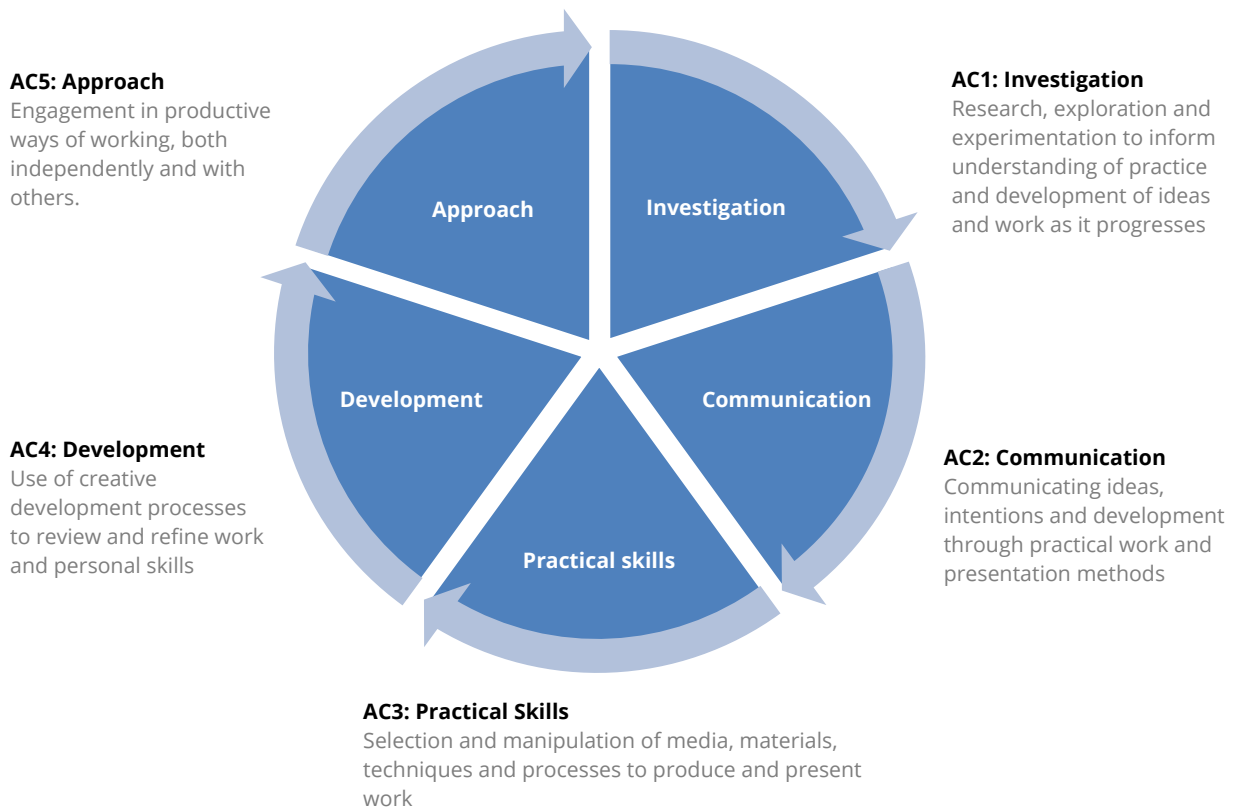 AC5: Approach
Engagement in productive
ways of working, both
independently and with
others.
AC1: Investigation
Research, exploration and
experimentation to inform
understanding of practice
and development of ideas
and work as it progresses
Approach
Investigation
Development
Communication
AC4: Development
Use of creative
development processes
to review and refine work
and personal skills
AC2: Communication
Communicating ideas,
intentions and development
through practical work and
presentation methods
Practical skills
AC3: Practical Skills
Selection and manipulation of media, materials,
techniques and processes to produce and present
work